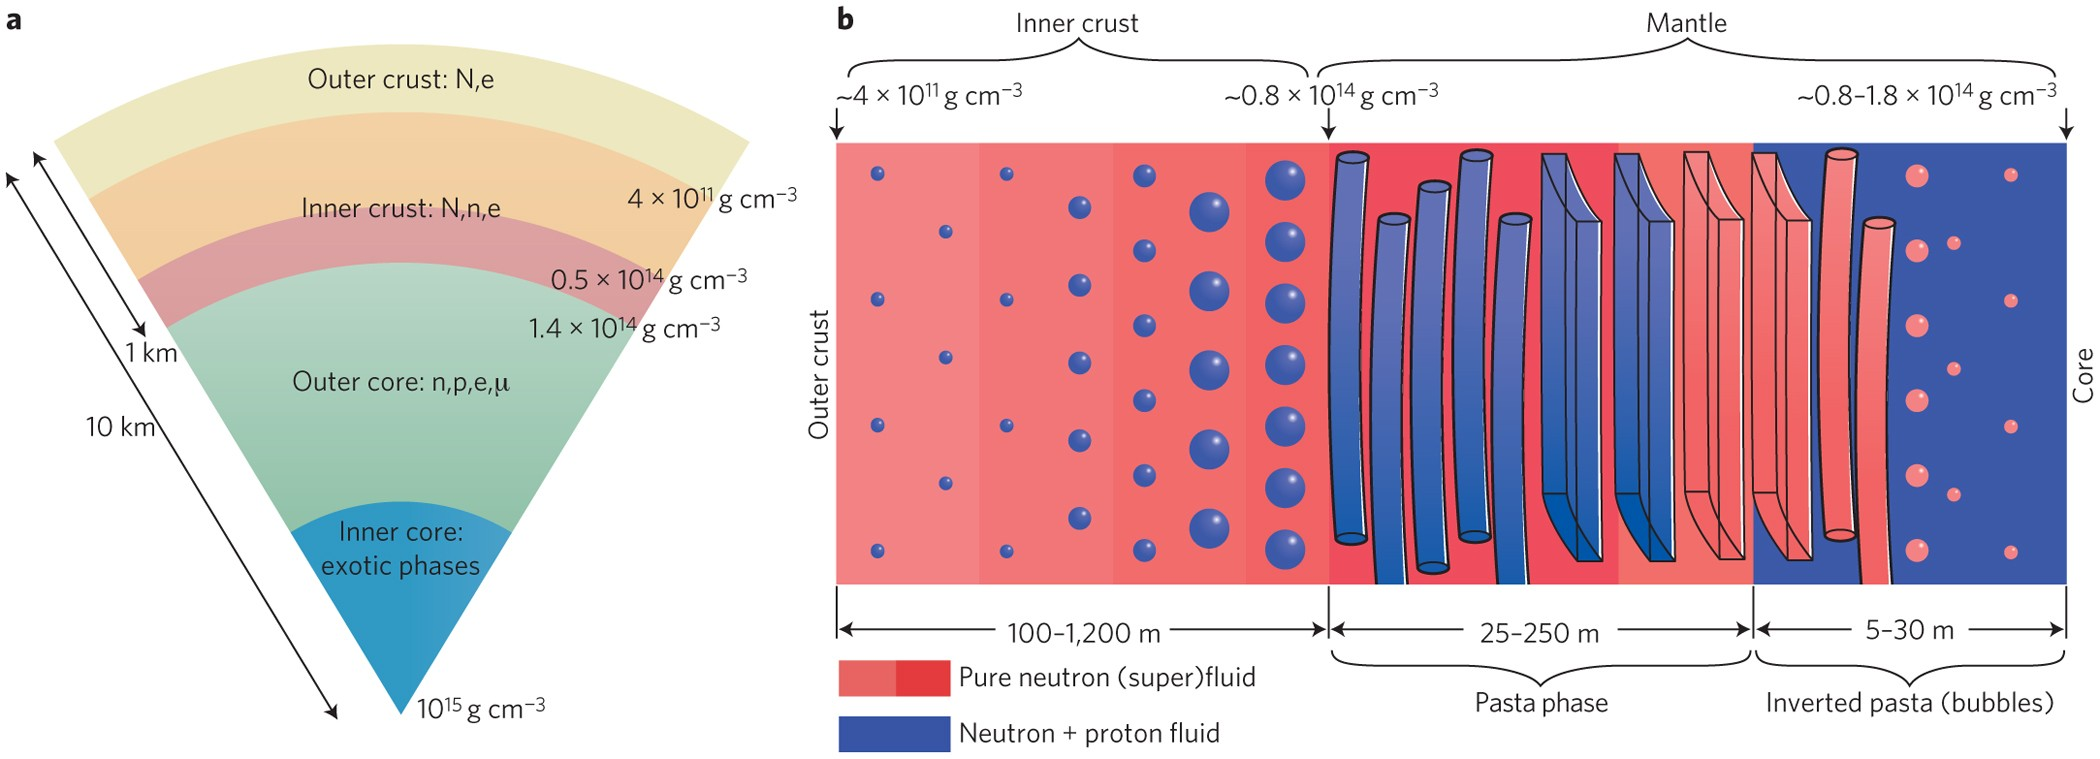 a
Outer crust: N,e
4 × 10¹¹ g cm⁻³
Inner crust: N,n,e
0.5 × 10¹⁴ g cm⁻³
1.4 × 10¹⁴ g cm⁻³
1 km
Outer core: n,p,e,μ
10 km
Inner core:
exotic phases
10¹⁵ g cm⁻³
b
Inner crust
Mantle
~4 × 10¹¹ g cm⁻³
~0.8 × 10¹⁴ g cm⁻³
~0.8–1.8 × 10¹⁴ g cm⁻³
Outer crust
Core
100–1,200 m
25–250 m
5–30 m
Pure neutron (super)fluid
Pasta phase
Inverted pasta (bubbles)
Neutron + proton fluid